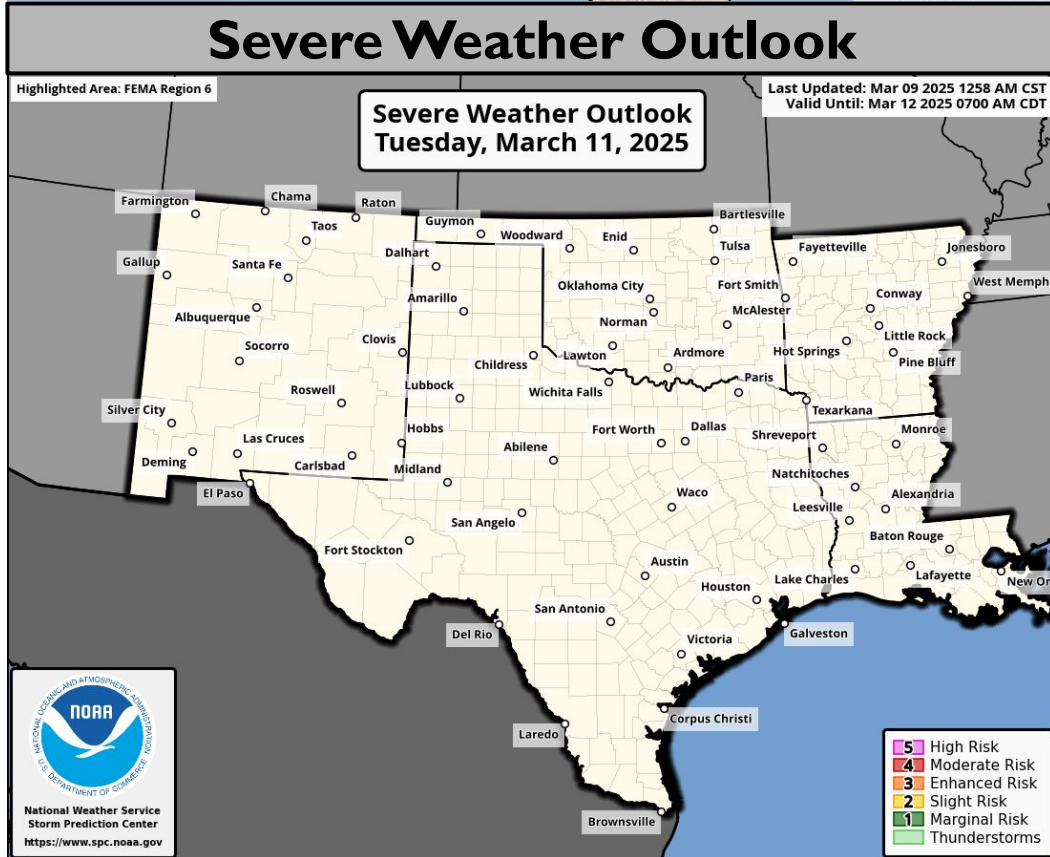 Severe Weather Outlook
Highlighted Area: FEMA Region 6
Last Updated: Mar 09 2025 1258 AM CST
Valid Until: Mar 12 2025 0700 AM CDT
Severe Weather Outlook
Tuesday, March 11, 2025
Farmington
Chama
Raton
Taos
Guymon
Woodward
Enid
Bartlesville
Tulsa
Fayetteville
Jonesboro
Gallup
Santa Fe
Dalhart
Oklahoma City
Fort Smith
Conway
West Memph
Albuquerque
Amarillo
Norman
McAlester
Little Rock
Socorro
Clovis
Childress
Lawton
Ardmore
Hot Springs
Pine Bluff
Roswell
Lubbock
Wichita Falls
Paris
Texarkana
Silver City
Las Cruces
Hobbs
Abilene
Fort Worth
Dallas
Shreveport
Monroe
Deming
Carlsbad
Midland
Natchitoches
El Paso
San Angelo
Waco
Leesville
Alexandria
Fort Stockton
Austin
Houston
Lake Charles
Baton Rouge
Lafayette
New Or
Del Rio
San Antonio
Victoria
Galveston
Laredo
Corpus Christi
Brownsville
NATIONAL OCEANIC AND ATMOSPHERIC ADMINISTRATION
NOAA
U.S. DEPARTMENT OF COMMERCE
National Weather Service
Storm Prediction Center
https://www.spc.noaa.gov
5 High Risk
4 Moderate Risk
3 Enhanced Risk
2 Slight Risk
1 Marginal Risk
Thunderstorms